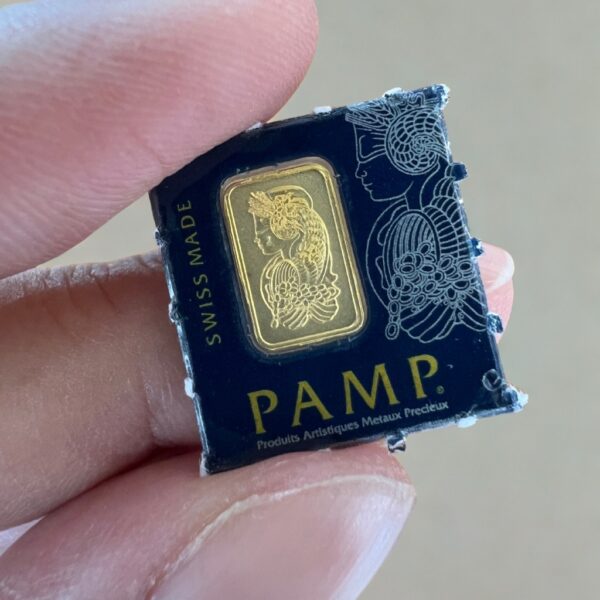 SWISS MADE
PAMP®
Produits Artistiques Metaux Precieux